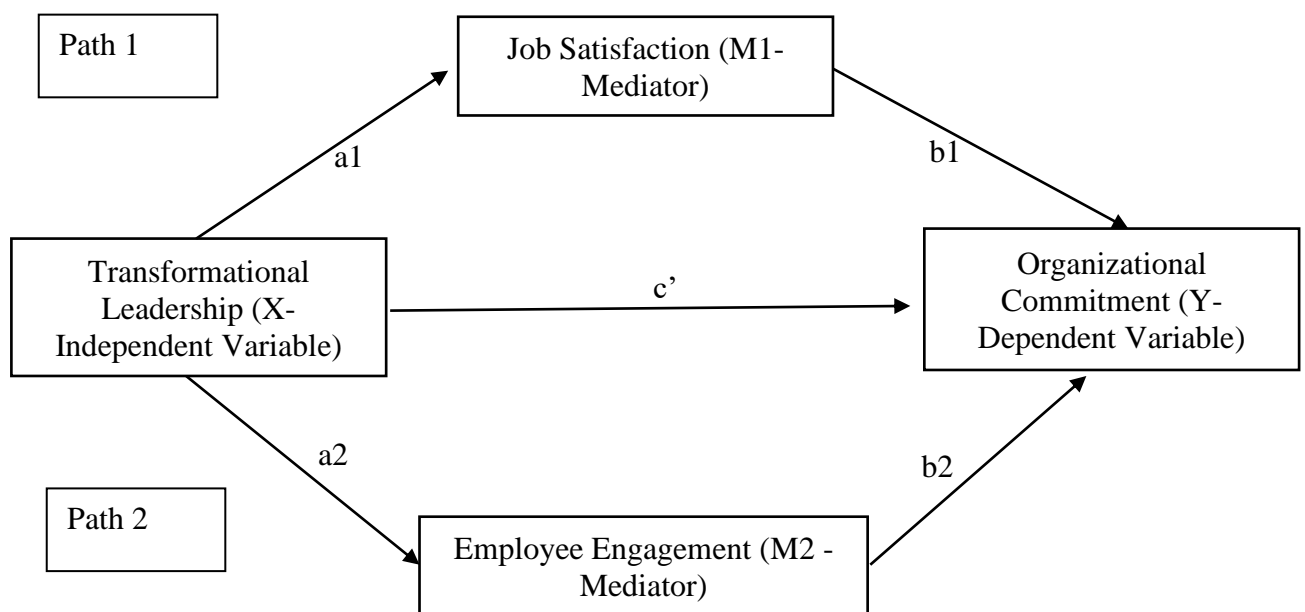 Path 1
Job Satisfaction (M1-
Mediator)
a1
b1
Transformational
Leadership (X-
Independent Variable)
c’
Organizational
Commitment (Y-
Dependent Variable)
a2
b2
Path 2
Employee Engagement (M2 -
Mediator)